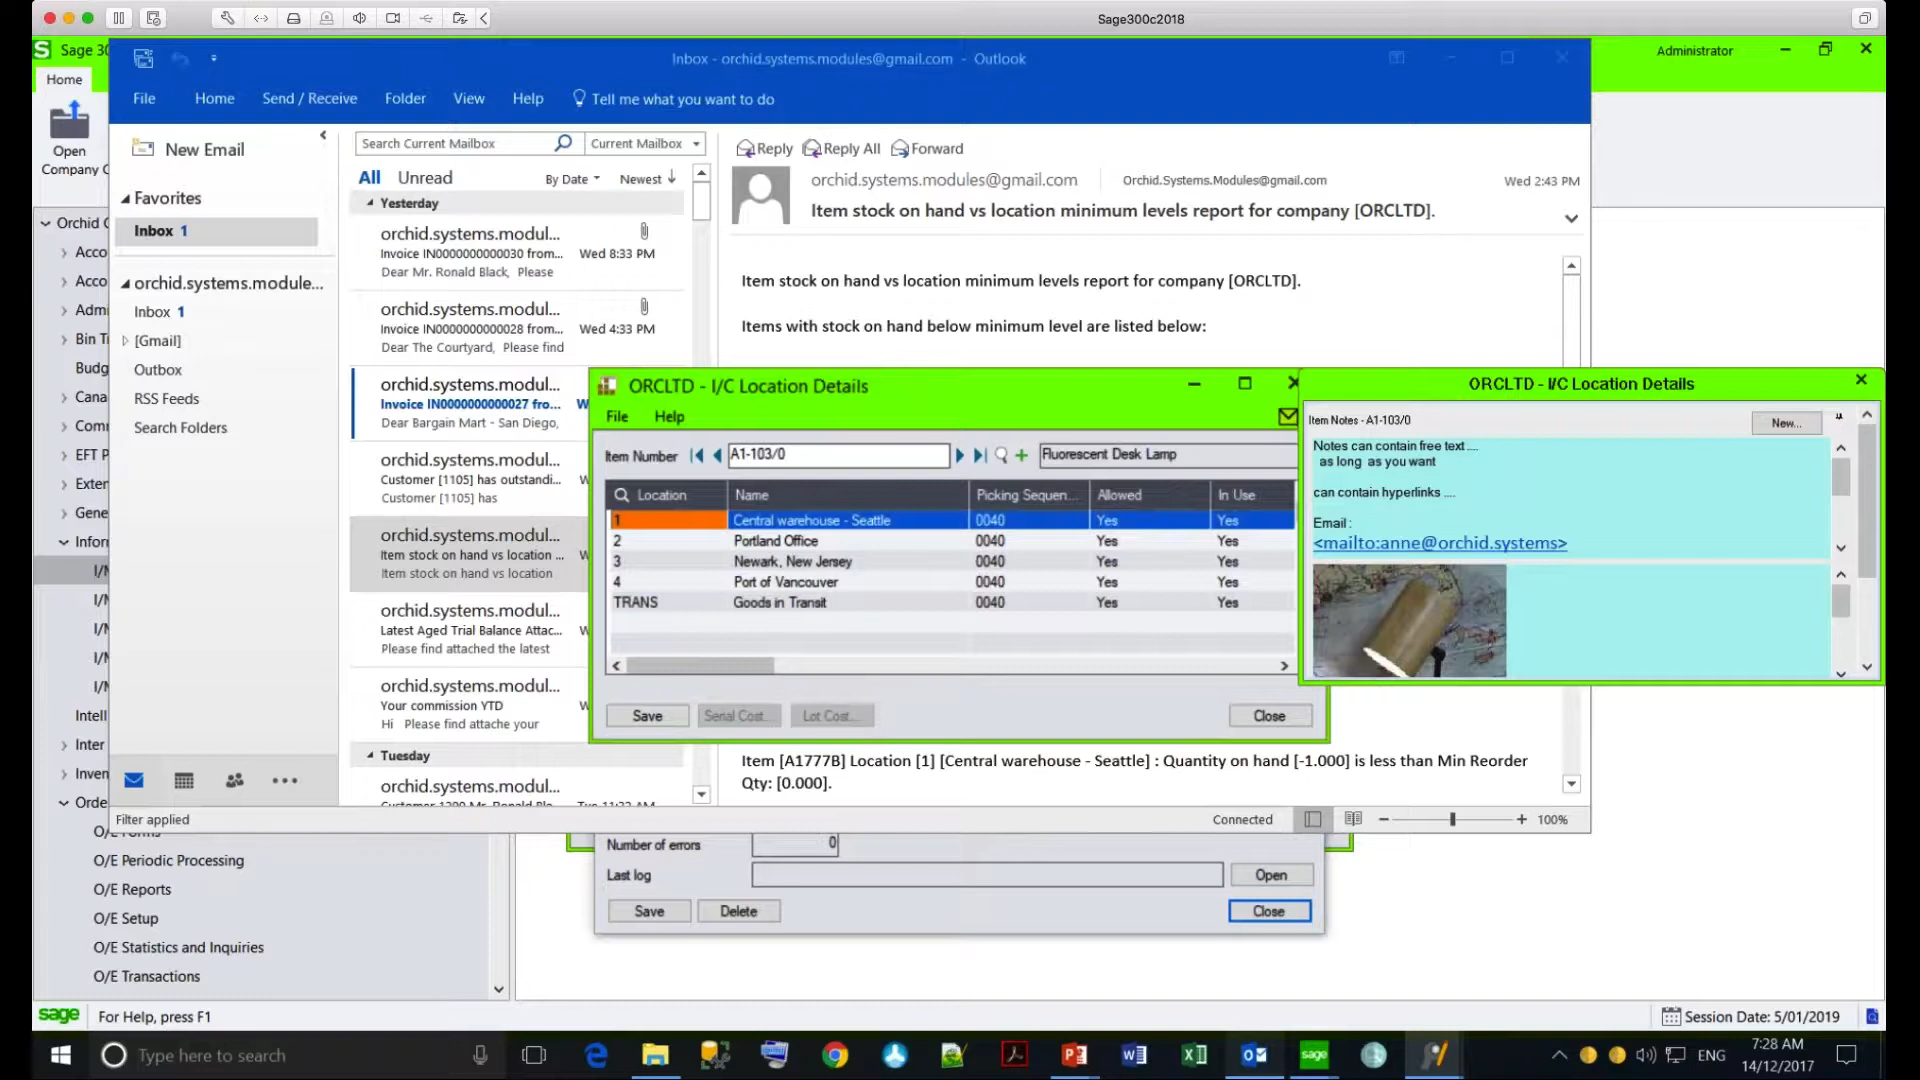 Sage300c2018
Sage 30
Administrator
Home
Open
Company
Inbox - orchid.systems.modules@gmail.com - Outlook
File Home Send / Receive Folder View Help Tell me what you want to do
New Email
Favorites
Inbox 1
orchid.systems.module...
Inbox 1
[Gmail]
Outbox
RSS Feeds
Search Folders
Filter applied
Search Current Mailbox Current Mailbox
All Unread By Date Newest
Yesterday
orchid.systems.modul...
Invoice IN0000000000030 from... Wed 8:33 PM
Dear Mr. Ronald Black, Please
orchid.systems.modul...
Invoice IN0000000000028 from... Wed 4:33 PM
Dear The Courtyard, Please find
orchid.systems.modul...
Invoice IN0000000000027 fro... W
Dear Bargain Mart - San Diego,
orchid.systems.modul...
Customer [1105] has outstandi...
Customer [1105] has
orchid.systems.modul...
Item stock on hand vs location ...
Item stock on hand vs location
orchid.systems.modul...
Latest Aged Trial Balance Attac...
Please find attached the latest
orchid.systems.modul...
Your commission YTD
Hi Please find attache your
Tuesday
orchid.systems.modul...
Reply Reply All Forward
orchid.systems.modules@gmail.com Orchid.Systems.Modules@gmail.com Wed 2:43 PM
Item stock on hand vs location minimum levels report for company [ORCLTD].
Item stock on hand vs location minimum levels report for company [ORCLTD].
Items with stock on hand below minimum level are listed below:
ORCLTD - I/C Location Details
File Help
Item Number A1-103/0 Fluorescent Desk Lamp
Location Name Picking Sequen... Allowed In Use
1 Central warehouse - Seattle 0040 Yes Yes
2 Portland Office 0040 Yes Yes
3 Newark, New Jersey 0040 Yes Yes
4 Port of Vancouver 0040 Yes Yes
TRANS Goods in Transit 0040 Yes Yes
Save Serial Cost... Lot Cost... Close
ORCLTD - I/C Location Details
Item Notes - A1-103/0 New...
Notes can contain free text ....
as long as you want
can contain hyperlinks ....
Email :
<mailto:anne@orchid.systems>
Item [A1777B] Location [1] [Central warehouse - Seattle] : Quantity on hand [-1.000] is less than Min Reorder
Qty: [0.000].
Connected 100%
Number of errors 0
Last log Open
Save Delete Close
Orchid
Acco
Acco
Admi
Bin T
Budg
Cana
Com
EFT P
Exter
Gene
Infor
I/
I/
I/
I/
I/
Intell
Inter
Inven
Orde
O/E Forms
O/E Periodic Processing
O/E Reports
O/E Setup
O/E Statistics and Inquiries
O/E Transactions
sage For Help, press F1
Session Date: 5/01/2019
Type here to search
sage
ENG
7:28 AM
14/12/2017